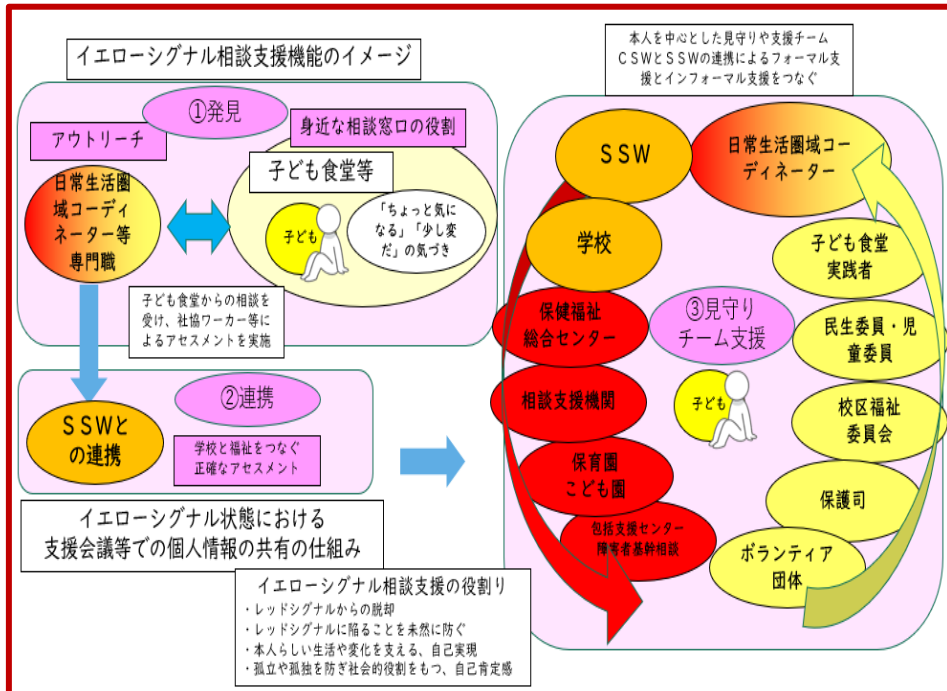 イエローシグナル相談支援機能のイメージ
①発見
アウトリーチ
身近な相談窓口の役割
日常生活圏
域コーディ
ネーター等
専門職
子ども食堂等
子ども
「ちょっと気に
なる」「少し変
だ」の気づき
子ども食堂からの相談を
受け、社協ワーカー等に
よるアセスメントを実施
②連携
SSWと
の連携
学校と福祉をつなぐ
正確なアセスメント
イエローシグナル状態における
支援会議等での個人情報の共有の仕組み
イエローシグナル相談支援の役割り
・レッドシグナルからの脱却
・レッドシグナルに陥ることを未然に防ぐ
・本人らしい生活や変化を支える、自己実現
・孤立や孤独を防ぎ社会的役割をもつ、自己肯定感
本人を中心とした見守りや支援チーム
CSWとSSWの連携によるフォーマル支
援とインフォーマル支援をつなぐ
SSW
学校
保健福祉
総合センター
相談支援機関
保育園
こども園
包括支援センター
障害者基幹相談
③見守り
チーム支援
子ども
日常生活圏域コー
ディネーター
子ども食堂
実践者
民生委員・児
童委員
校区福祉
委員会
保護司
ボランティア
団体